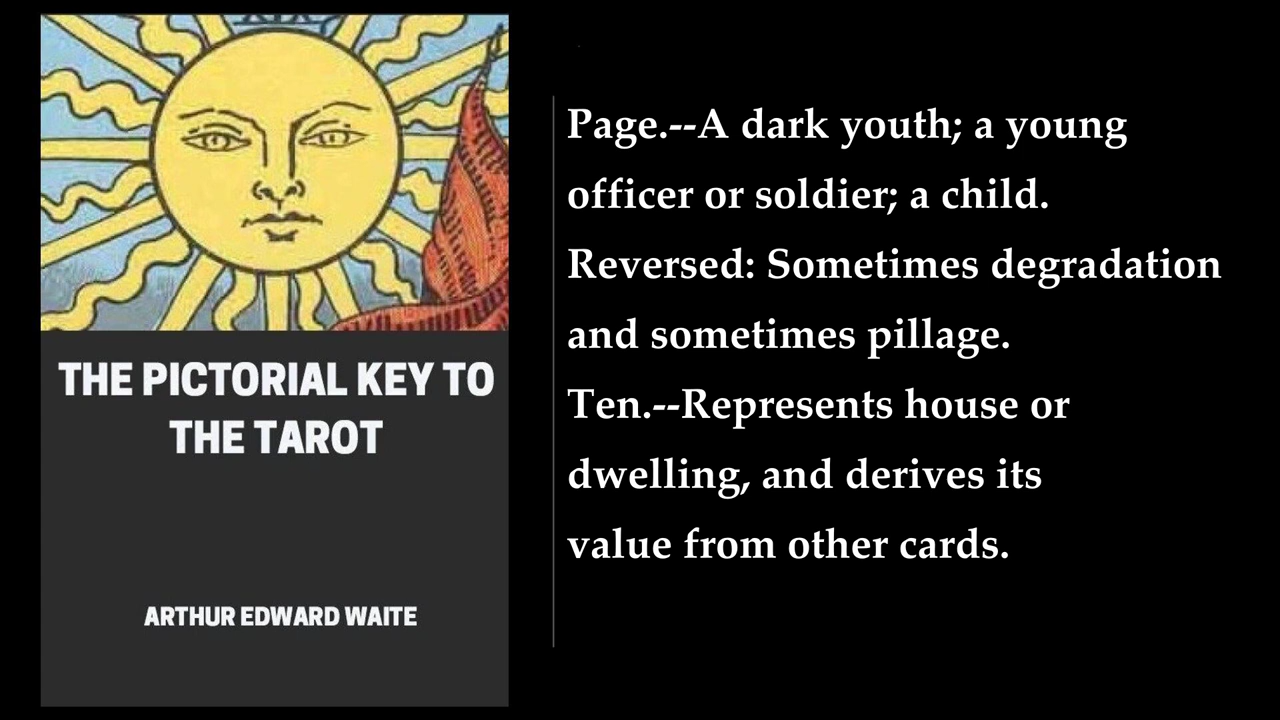 THE PICTORIAL KEY TO
THE TAROT
ARTHUR EDWARD WAITE
Page.--A dark youth; a young
officer or soldier; a child.
Reversed: Sometimes degradation
and sometimes pillage.
Ten.--Represents house or
dwelling, and derives its
value from other cards.